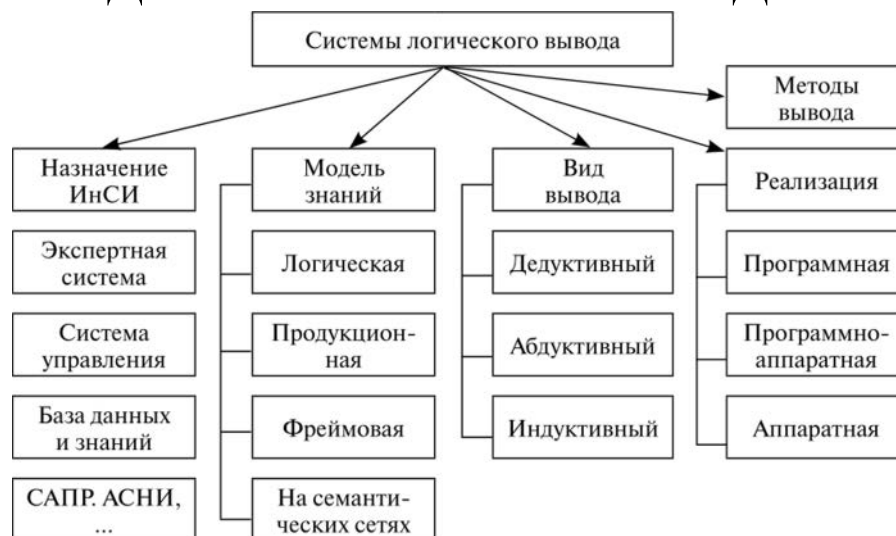 Системы логического вывода
Методы
вывода
Назначение
ИнСИ
Модель
знаний
Вид
вывода
Реализация
Экспертная
система
Логическая
Дедуктивный
Программная
Система
управления
Продукцион-
ная
Абдуктивный
Программно-
аппаратная
База данных
и знаний
Фреймовая
Индуктивный
Аппаратная
САПР. АСНИ,
...
На семанти-
ческих сетях